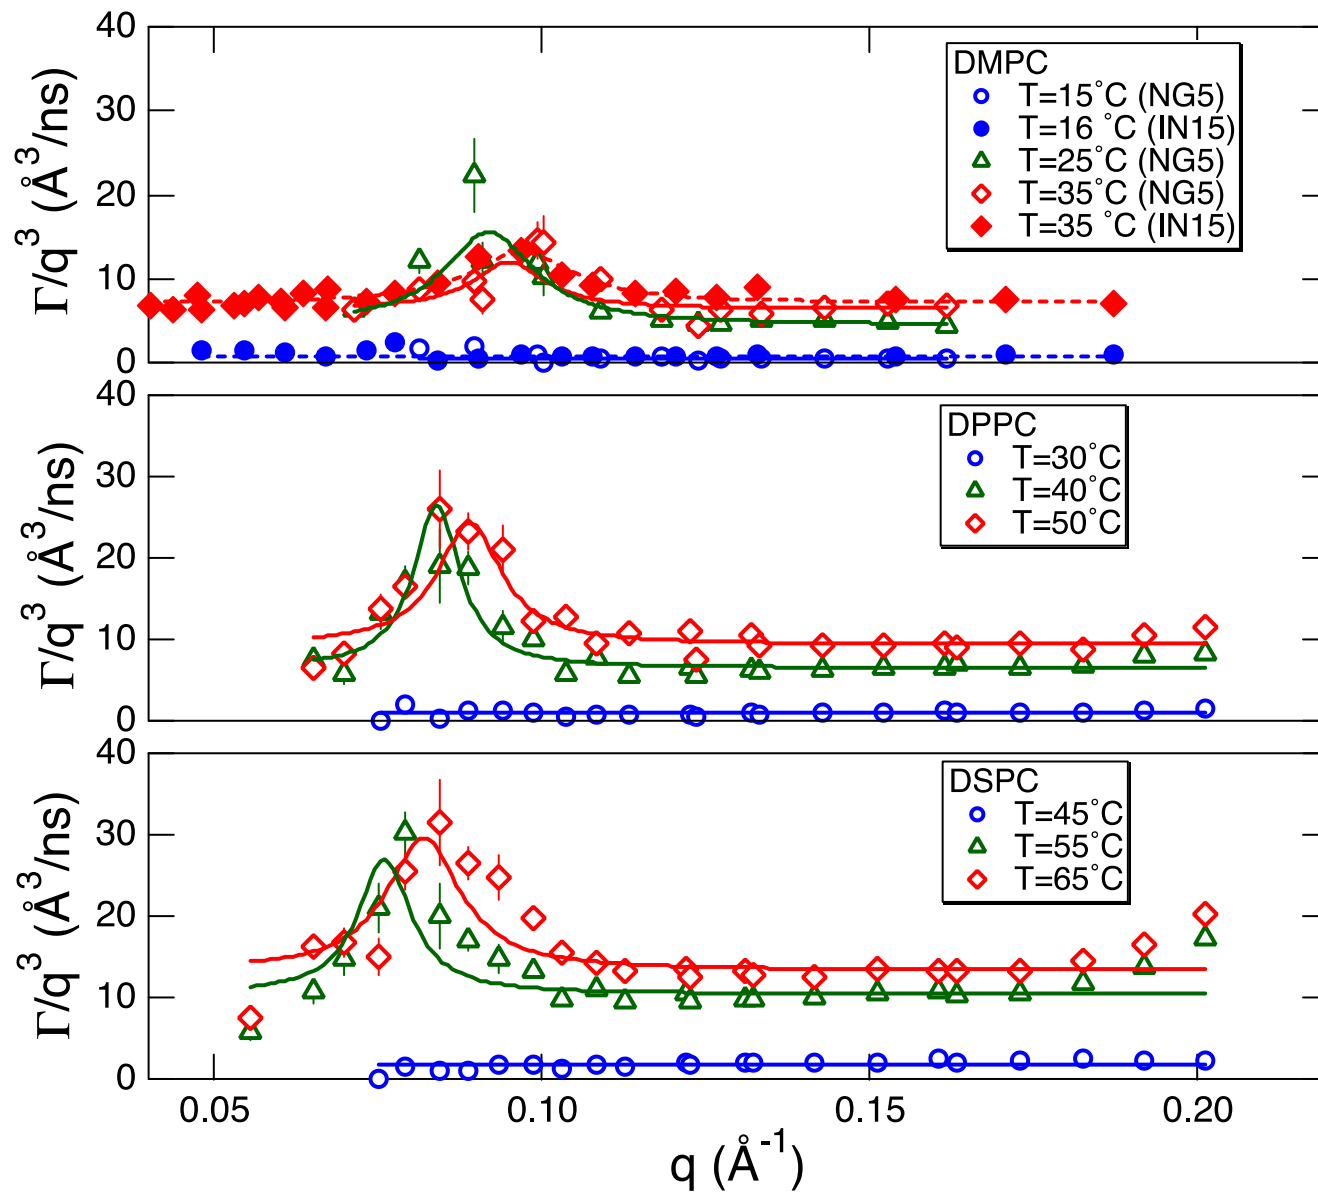 40
30
20
10
0
Γ/q³ (Å³/ns)
DMPC
T=15°C (NG5)
T=16 °C (IN15)
T=25°C (NG5)
T=35°C (NG5)
T=35 °C (IN15)
40
30
20
10
0
Γ/q³ (Å³/ns)
DPPC
T=30°C
T=40°C
T=50°C
40
30
20
10
0
Γ/q³ (Å³/ns)
DSPC
T=45°C
T=55°C
T=65°C
0.05 0.10 0.15 0.20
q (Å⁻¹)